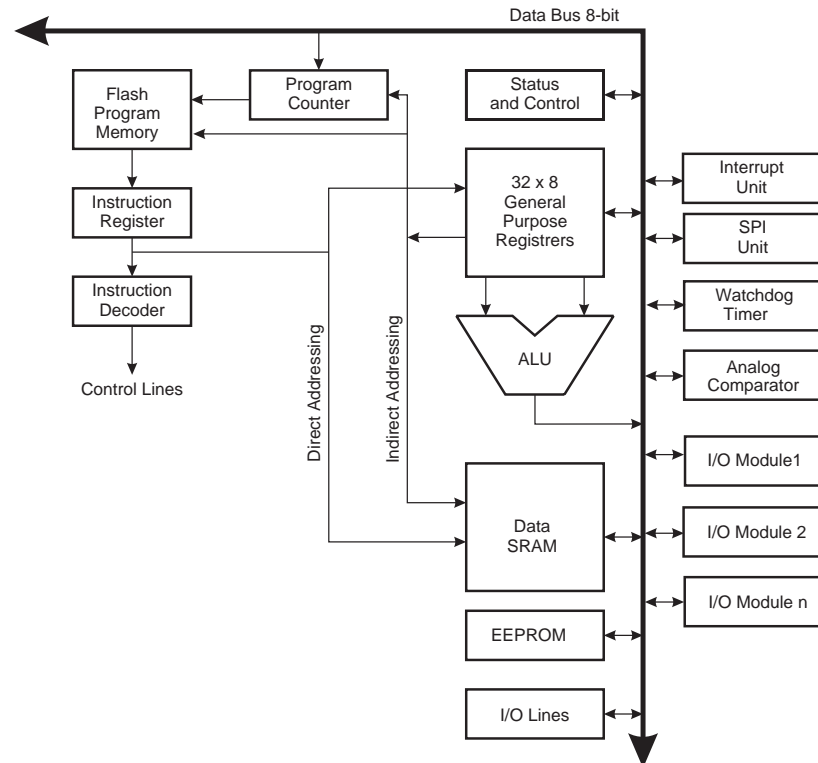 Data Bus 8-bit
Flash
Program
Memory
Program
Counter
Status
and Control
Interrupt
Unit
32 x 8
General
Purpose
Registrers
Instruction
Register
SPI
Unit
Instruction
Decoder
Watchdog
Timer
ALU
Analog
Comparator
Control Lines
Direct Addressing
Indirect Addressing
I/O Module1
Data
SRAM
I/O Module 2
I/O Module n
EEPROM
I/O Lines